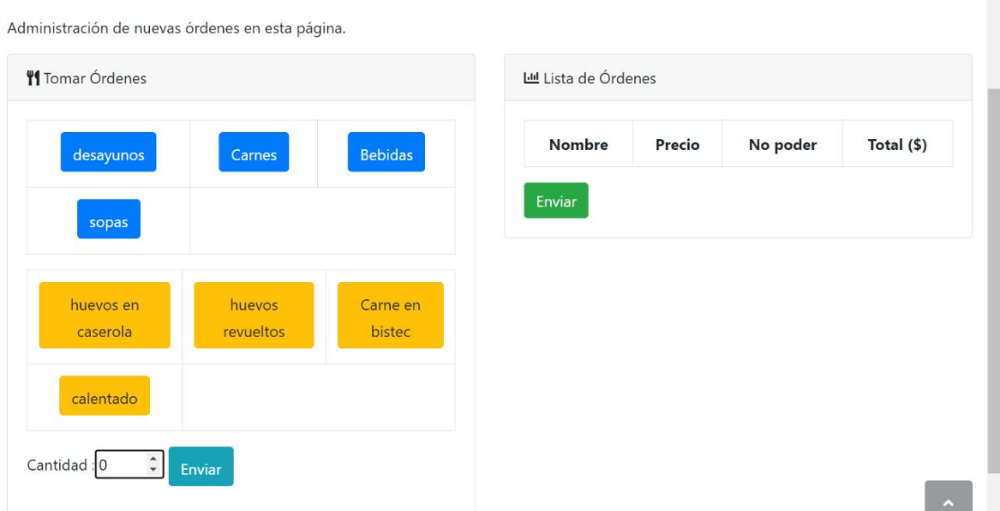 Administración de nuevas órdenes en esta página.
Tomar Órdenes
desayunos
Carnes
Bebidas
sopas
huevos en
caserola
huevos
revueltos
Carne en
bistec
calentado
Cantidad :
0
Enviar
Lista de Órdenes
Nombre
Precio
No poder
Total ($)
Enviar